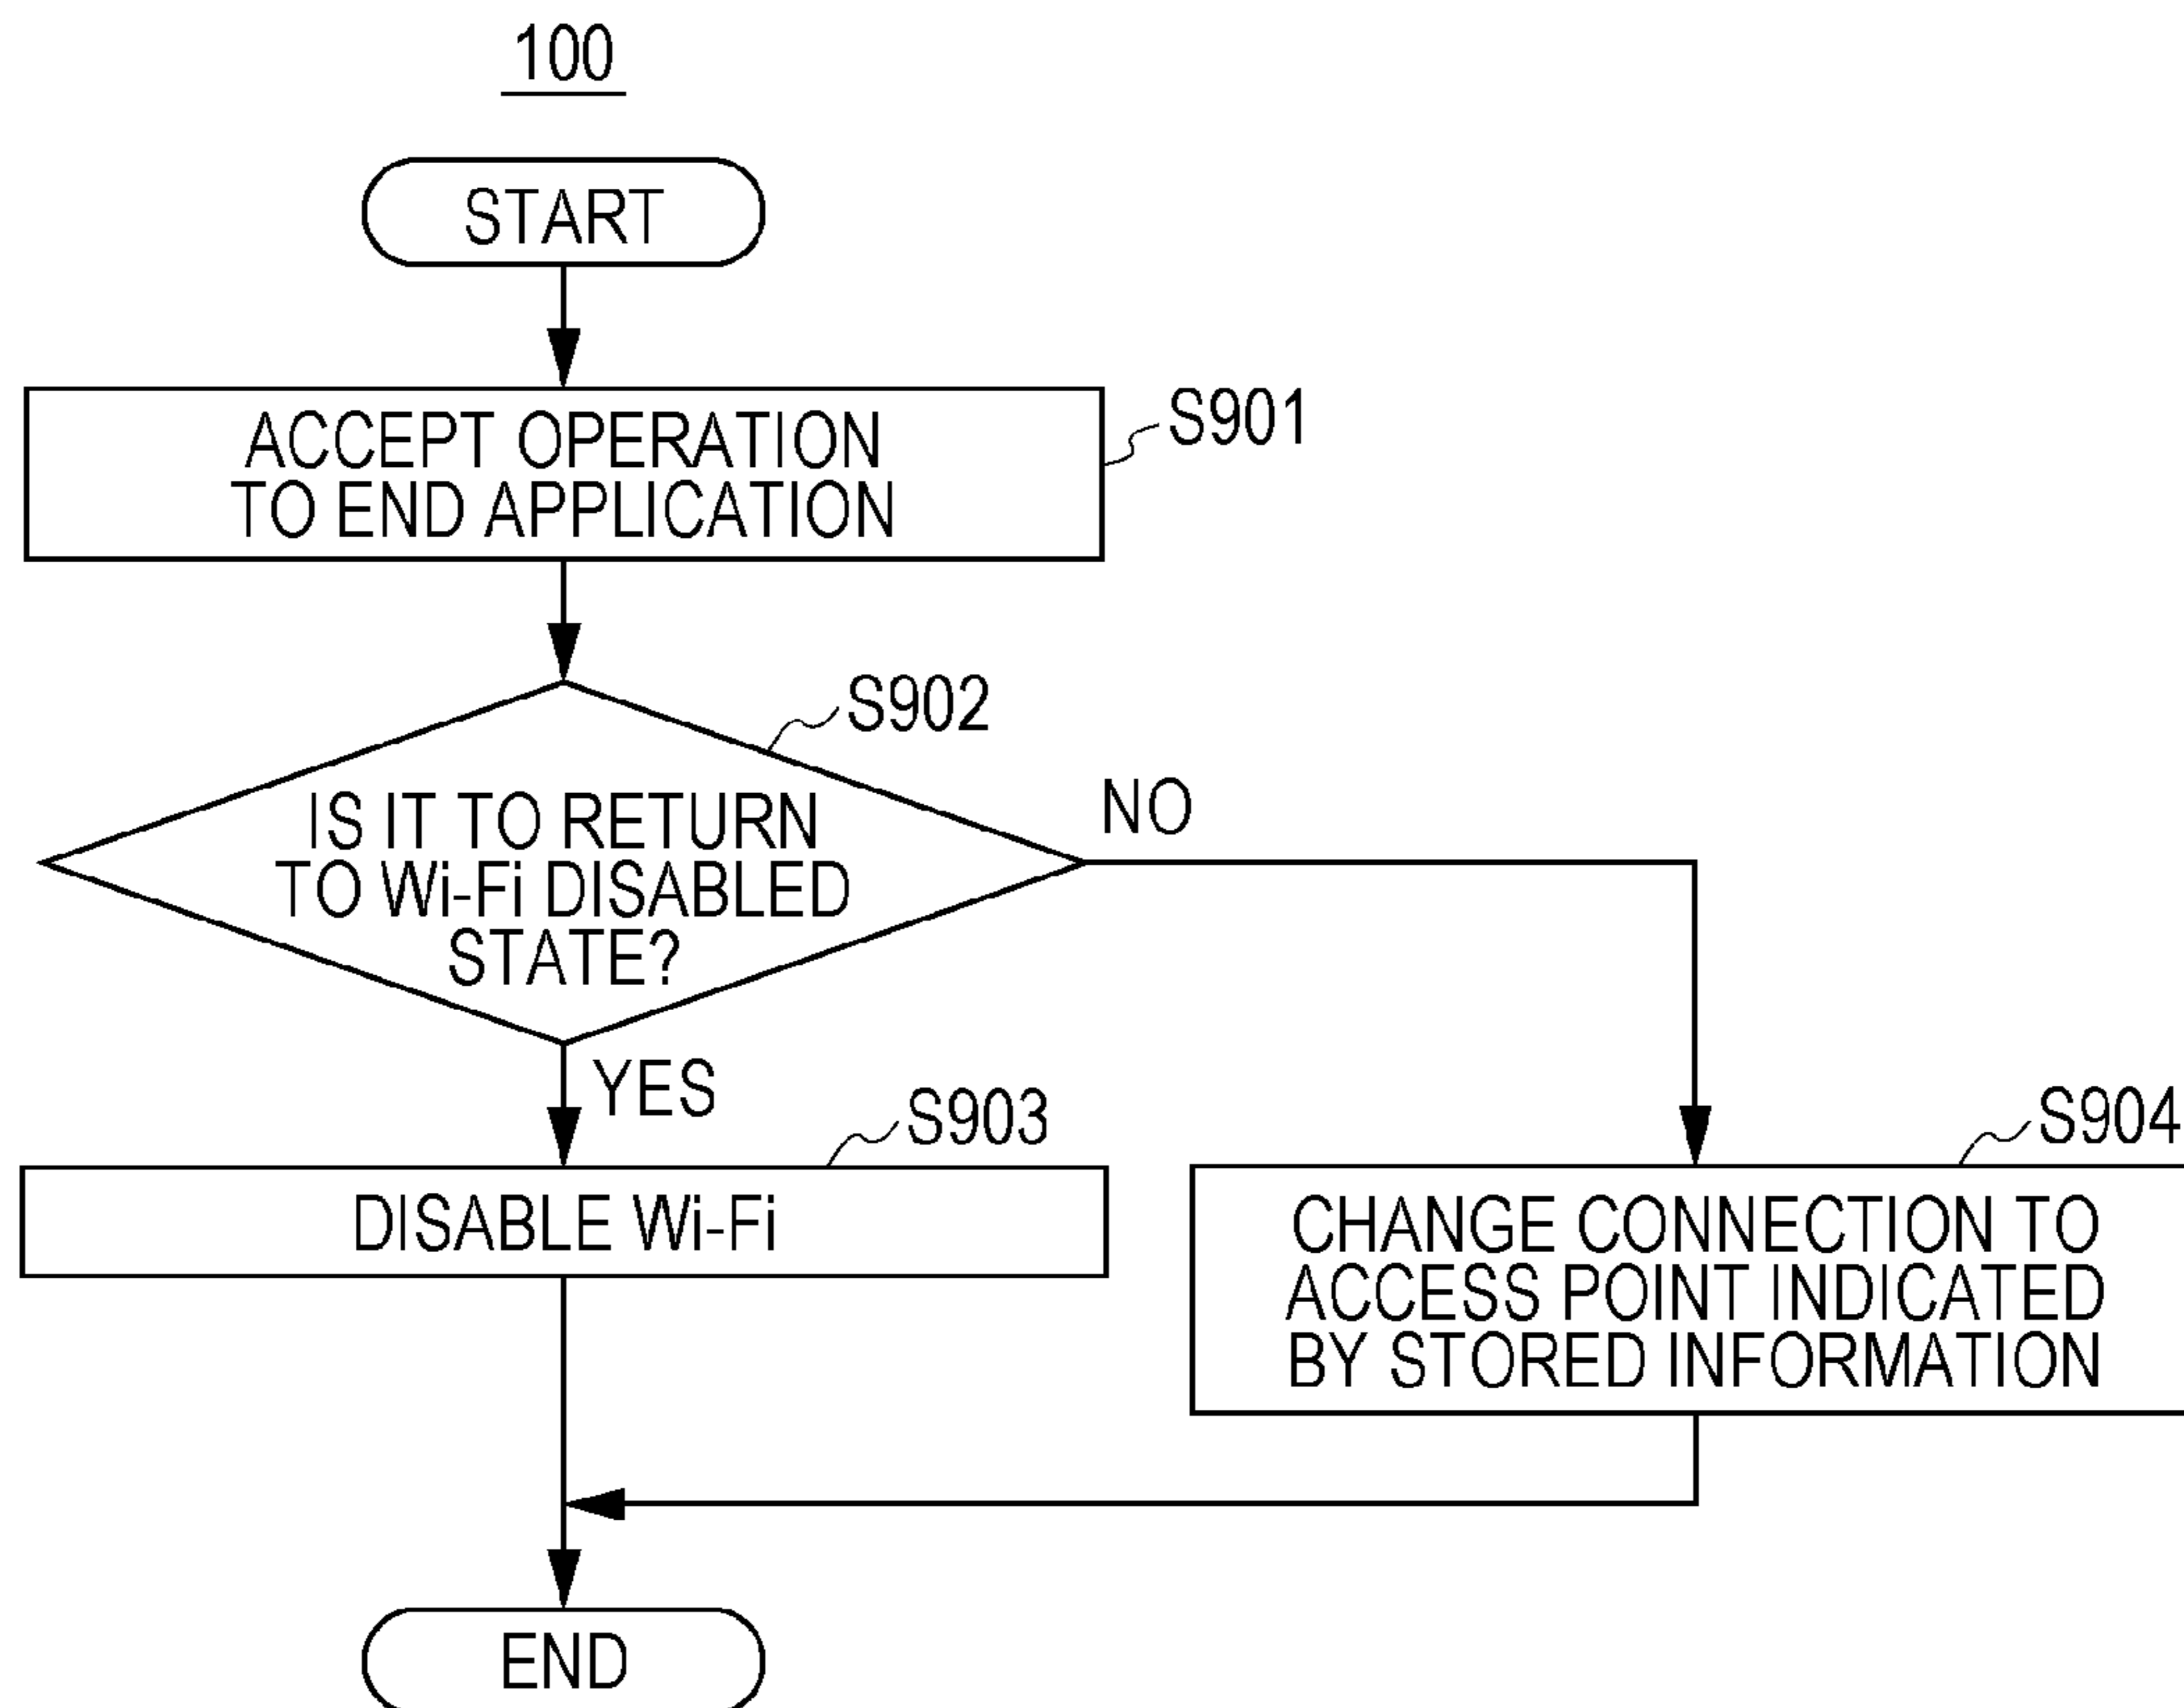 100
START
ACCEPT OPERATION
TO END APPLICATION
S901
S902
IS IT TO RETURN
TO Wi-Fi DISABLED
STATE?
NO
YES
S903
DISABLE Wi-Fi
S904
CHANGE CONNECTION TO
ACCESS POINT INDICATED
BY STORED INFORMATION
END